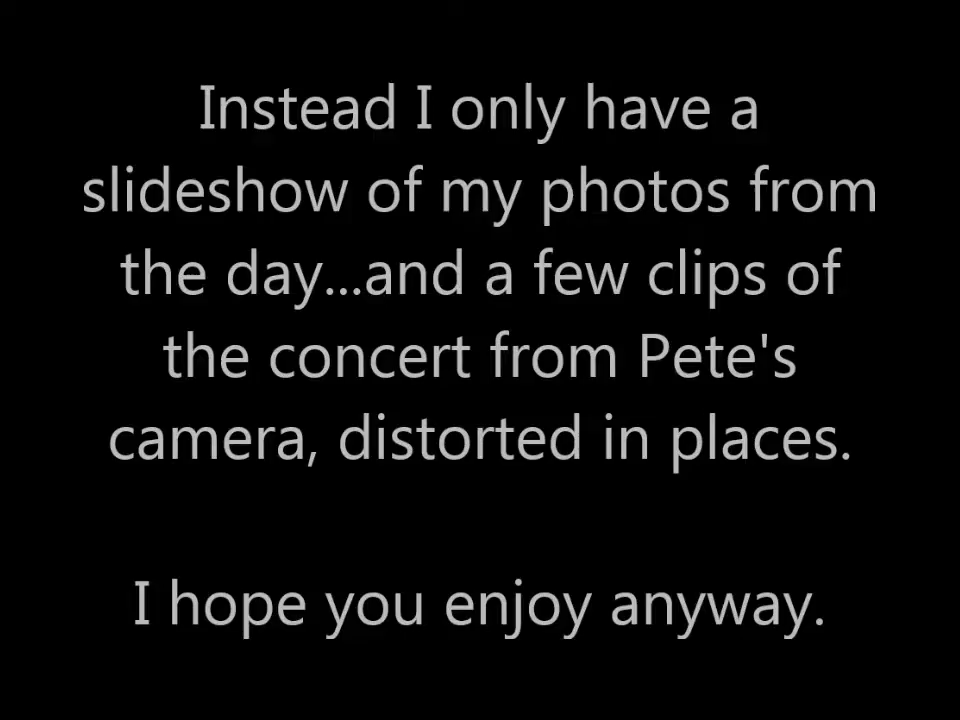 Instead I only have a
slideshow of my photos from
the day...and a few clips of
the concert from Pete's
camera, distorted in places.
I hope you enjoy anyway.